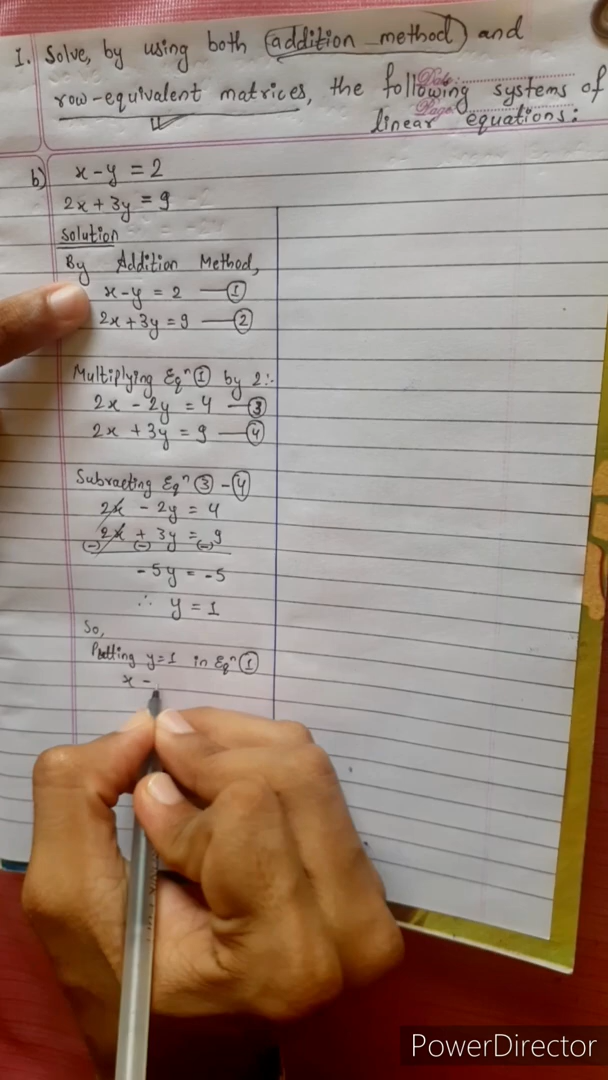 1. Solve, by using both addition method and
row-equivalent matrices, the following systems of
linear equations:
Date:
Page:
b) x - y = 2
2x + 3y = 9
Solution
By Addition Method,
x - y = 2 — ①
2x + 3y = 9 — ②
Multiplying Eqⁿ ① by 2:-
2x - 2y = 4 — ③
2x + 3y = 9 — ④
Subracting Eqⁿ ③ - ④
2x - 2y = 4
2x + 3y = 9
(-) (-) (-)
-5y = -5
∴ y = 1
So,
Putting y = 1 in Eqⁿ ①
x -
PowerDirector